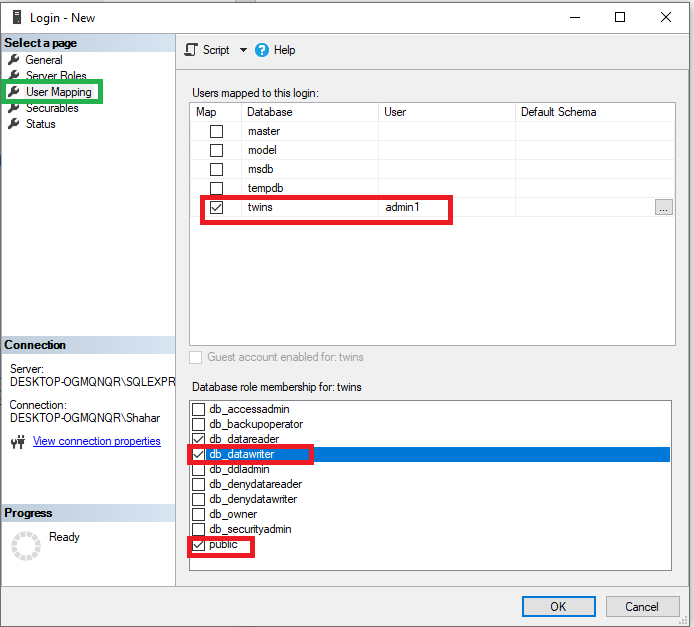 Login - New
Select a page
General
Server Roles
User Mapping
Securables
Status
Connection
Server:
DESKTOP-OGMQNQR\SQLEXPR
Connection:
DESKTOP-OGMQNQR\Shahar
View connection properties
Progress
Ready
Script Help
Users mapped to this login:
Map Database User Default Schema
master
model
msdb
tempdb
twins admin1 ...
Guest account enabled for: twins
Database role membership for: twins
db_accessadmin
db_backupoperator
db_datareader
db_datawriter
db_ddladmin
db_denydatareader
db_denydatawriter
db_owner
db_securityadmin
public
OK Cancel